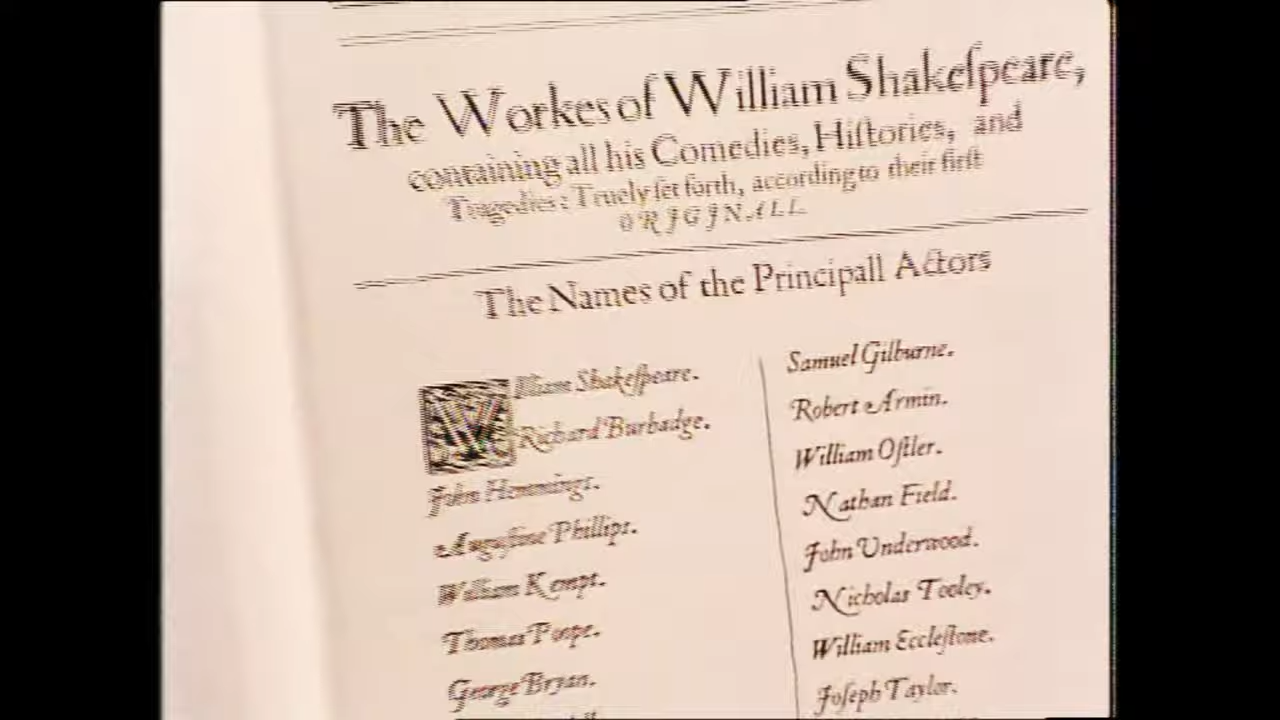 The Workes of William Shakeſpeare,
containing all his Comedies, Hiſtories, and
Tragedies: Truely ſet forth, according to their firſt
ORJGJNALL
The Names of the Principall Actors
William Shakeſpeare.
Richard Burbadge.
John Hemmings.
Auguſtine Phillips.
William Kempt.
Thomas Poope.
George Bryan.
Samuel Gilburne.
Robert Armin.
William Oſtler.
Nathan Field.
John Underwood.
Nicholas Tooley.
William Eccleſtone.
Joſeph Taylor.